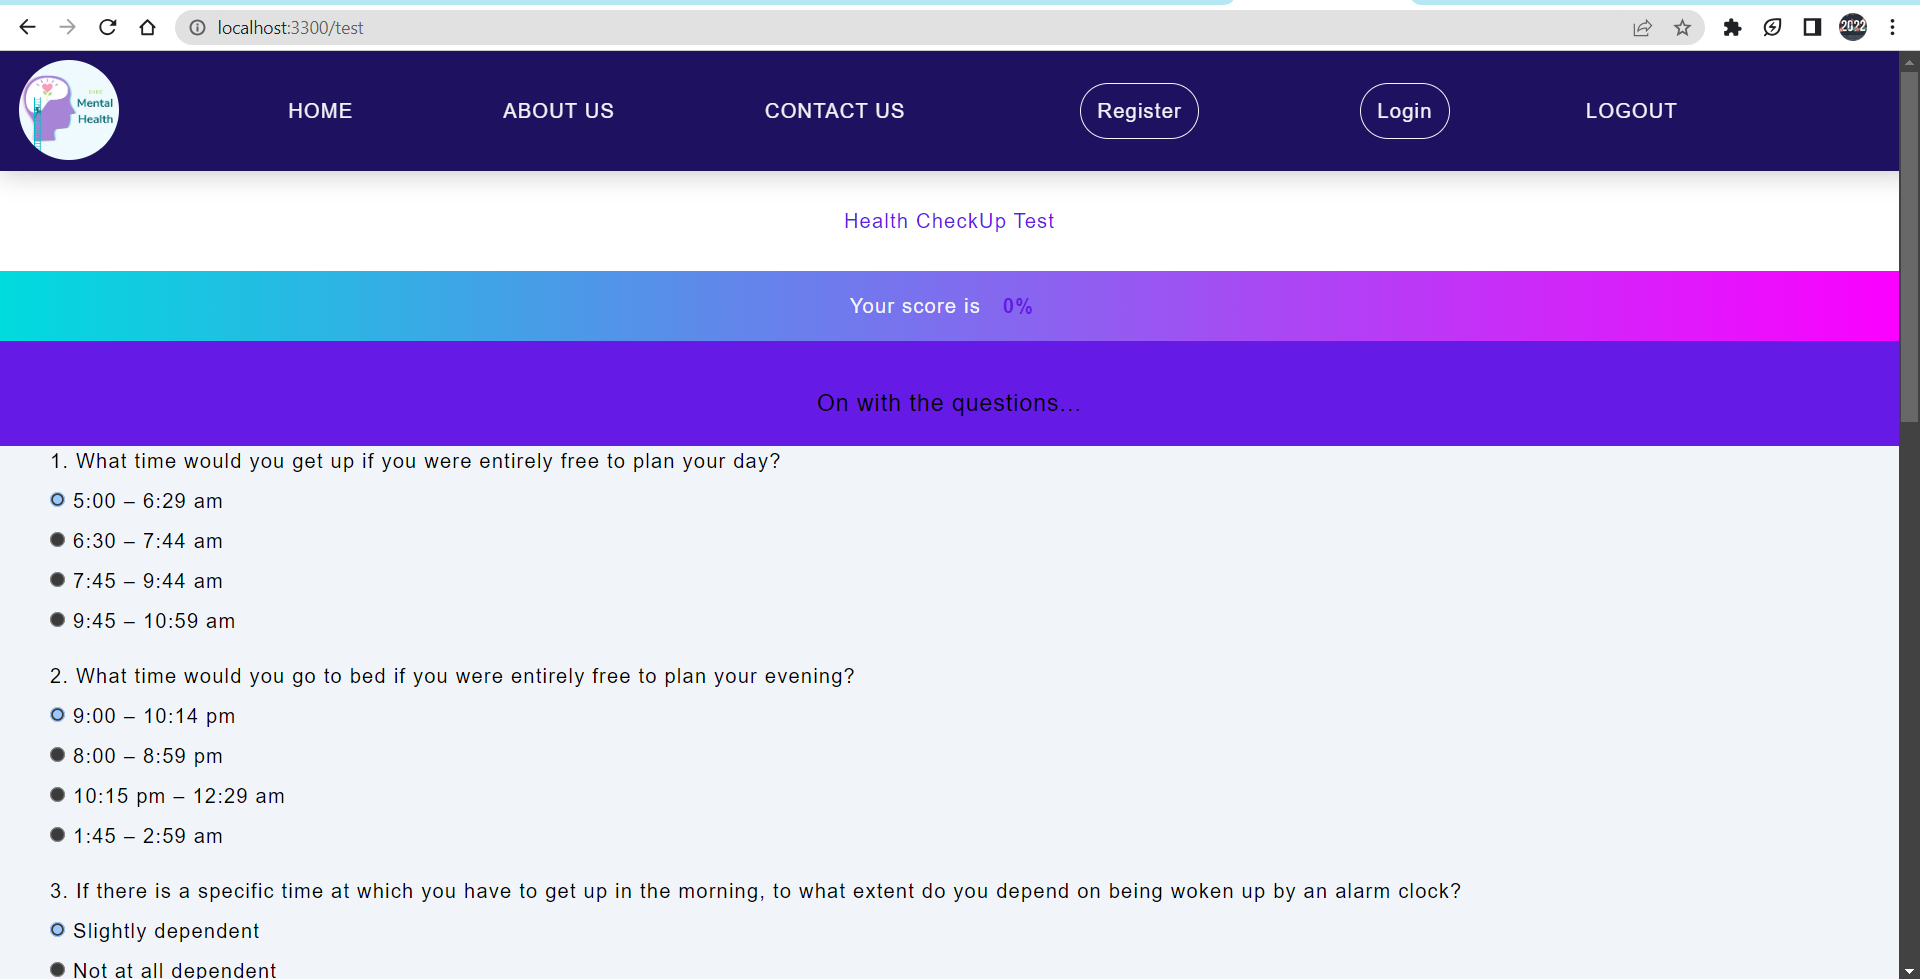 localhost:3300/test
2022
Mental
Health
HOME
ABOUT US
CONTACT US
Register
Login
LOGOUT
Health CheckUp Test
Your score is 0%
On with the questions...
1. What time would you get up if you were entirely free to plan your day?
5:00 – 6:29 am
6:30 – 7:44 am
7:45 – 9:44 am
9:45 – 10:59 am
2. What time would you go to bed if you were entirely free to plan your evening?
9:00 – 10:14 pm
8:00 – 8:59 pm
10:15 pm – 12:29 am
1:45 – 2:59 am
3. If there is a specific time at which you have to get up in the morning, to what extent do you depend on being woken up by an alarm clock?
Slightly dependent
Not at all dependent